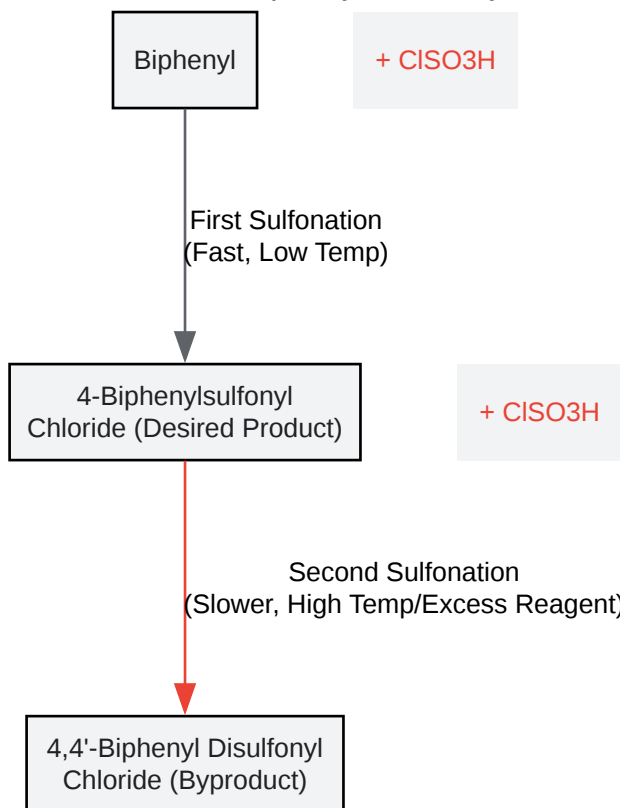 Biphenyl
+ ClSO3H
First Sulfonation
(Fast, Low Temp)
4-Biphenylsulfonyl
Chloride (Desired Product)
+ ClSO3H
Second Sulfonation
(Slower, High Temp/Excess Reagent)
4,4'-Biphenyl Disulfonyl
Chloride (Byproduct)